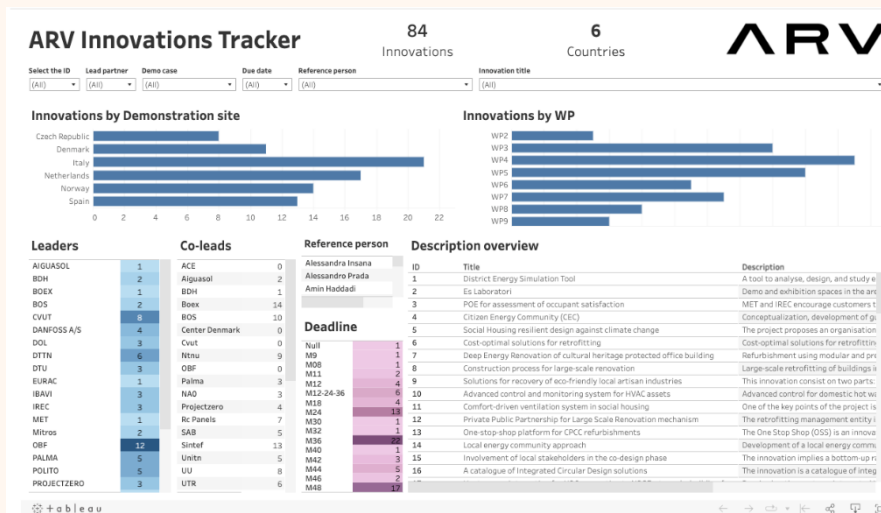 ARV Innovations Tracker
84
Innovations
6
Countries
ARV
Select the ID
Lead partner
Demo case
Due date
Reference person
Innovation title
(All)
(All)
(All)
(All)
(All)
(All)
Innovations by Demonstration site
Czech Republic
Denmark
Italy
Netherlands
Norway
Spain
0 2 4 6 8 10 12 14 16 18 20 22
Innovations by WP
WP2
WP3
WP4
WP5
WP6
WP7
WP8
WP9
Leaders
AIGUASOL 1
BDH 2
BOEX 1
BOS 2
CVUT 8
DANFOSS A/S 4
DOL 3
DTTN 6
DTU 3
EURAC 1
IBAVI 3
IREC 3
MET 1
Mitros 2
OBF 12
PALMA 5
POLITO 5
PROJECTZERO 3
Co-leads
ACE 0
Aiguasol 2
BDH 1
Boex 14
BOS 10
Center Denmark 0
Cvut 0
Ntnu 9
OBF 0
Palma 3
NAO 3
Projectzero 4
Rc Panels 7
SAB 5
Sintef 13
Unitn 5
UU 8
UTR 6
Reference person
Alessandra Insana
Alessandro Prada
Amin Haddadi
Deadline
Null 1
M9 1
M08 1
M11 2
M12 4
M12-24-36 6
M18 4
M24 13
M30 1
M32 1
M36 22
M40 1
M42 3
M44 5
M46 2
M48 17
Description overview
ID Title Description
1 District Energy Simulation Tool A tool to analyse, design, and study e
2 Es Laboratori Demo and exhibition spaces in the are
3 POE for assessment of occupant satisfaction MET and IREC encourage customers t
4 Citizen Energy Community (CEC) Conceptualization, development of g
5 Social Housing resilient design against climate change The project proposes an organisation
6 Cost-optimal solutions for retrofitting Cost-optimal solutions for retrofittin
7 Deep Energy Renovation of cultural heritage protected office building Refurbishment using modular and pre
8 Construction process for large-scale renovation Large-scale retrofitting of buildings i
9 Solutions for recovery of eco-friendly local artisan industries This innovation consist on two parts:
10 Advanced control and monitoring system for HVAC assets Advanced control for domestic hot wa
11 Comfort-driven ventilation system in social housing One of the key points of the project is
12 Private Public Partnership for Large Scale Renovation mechanism The retrofitting management entity i
13 One-stop-shop platform for CPCC refurbishments The One Stop Shop (OSS) is an innova
14 Local energy community approach Development of a local energy commu
15 Involvement of local stakeholders in the co-design phase The innovation implies a bottom-up ra
16 A catalogue of Integrated Circular Design solutions The innovation is a catalogue of integ
+ableau